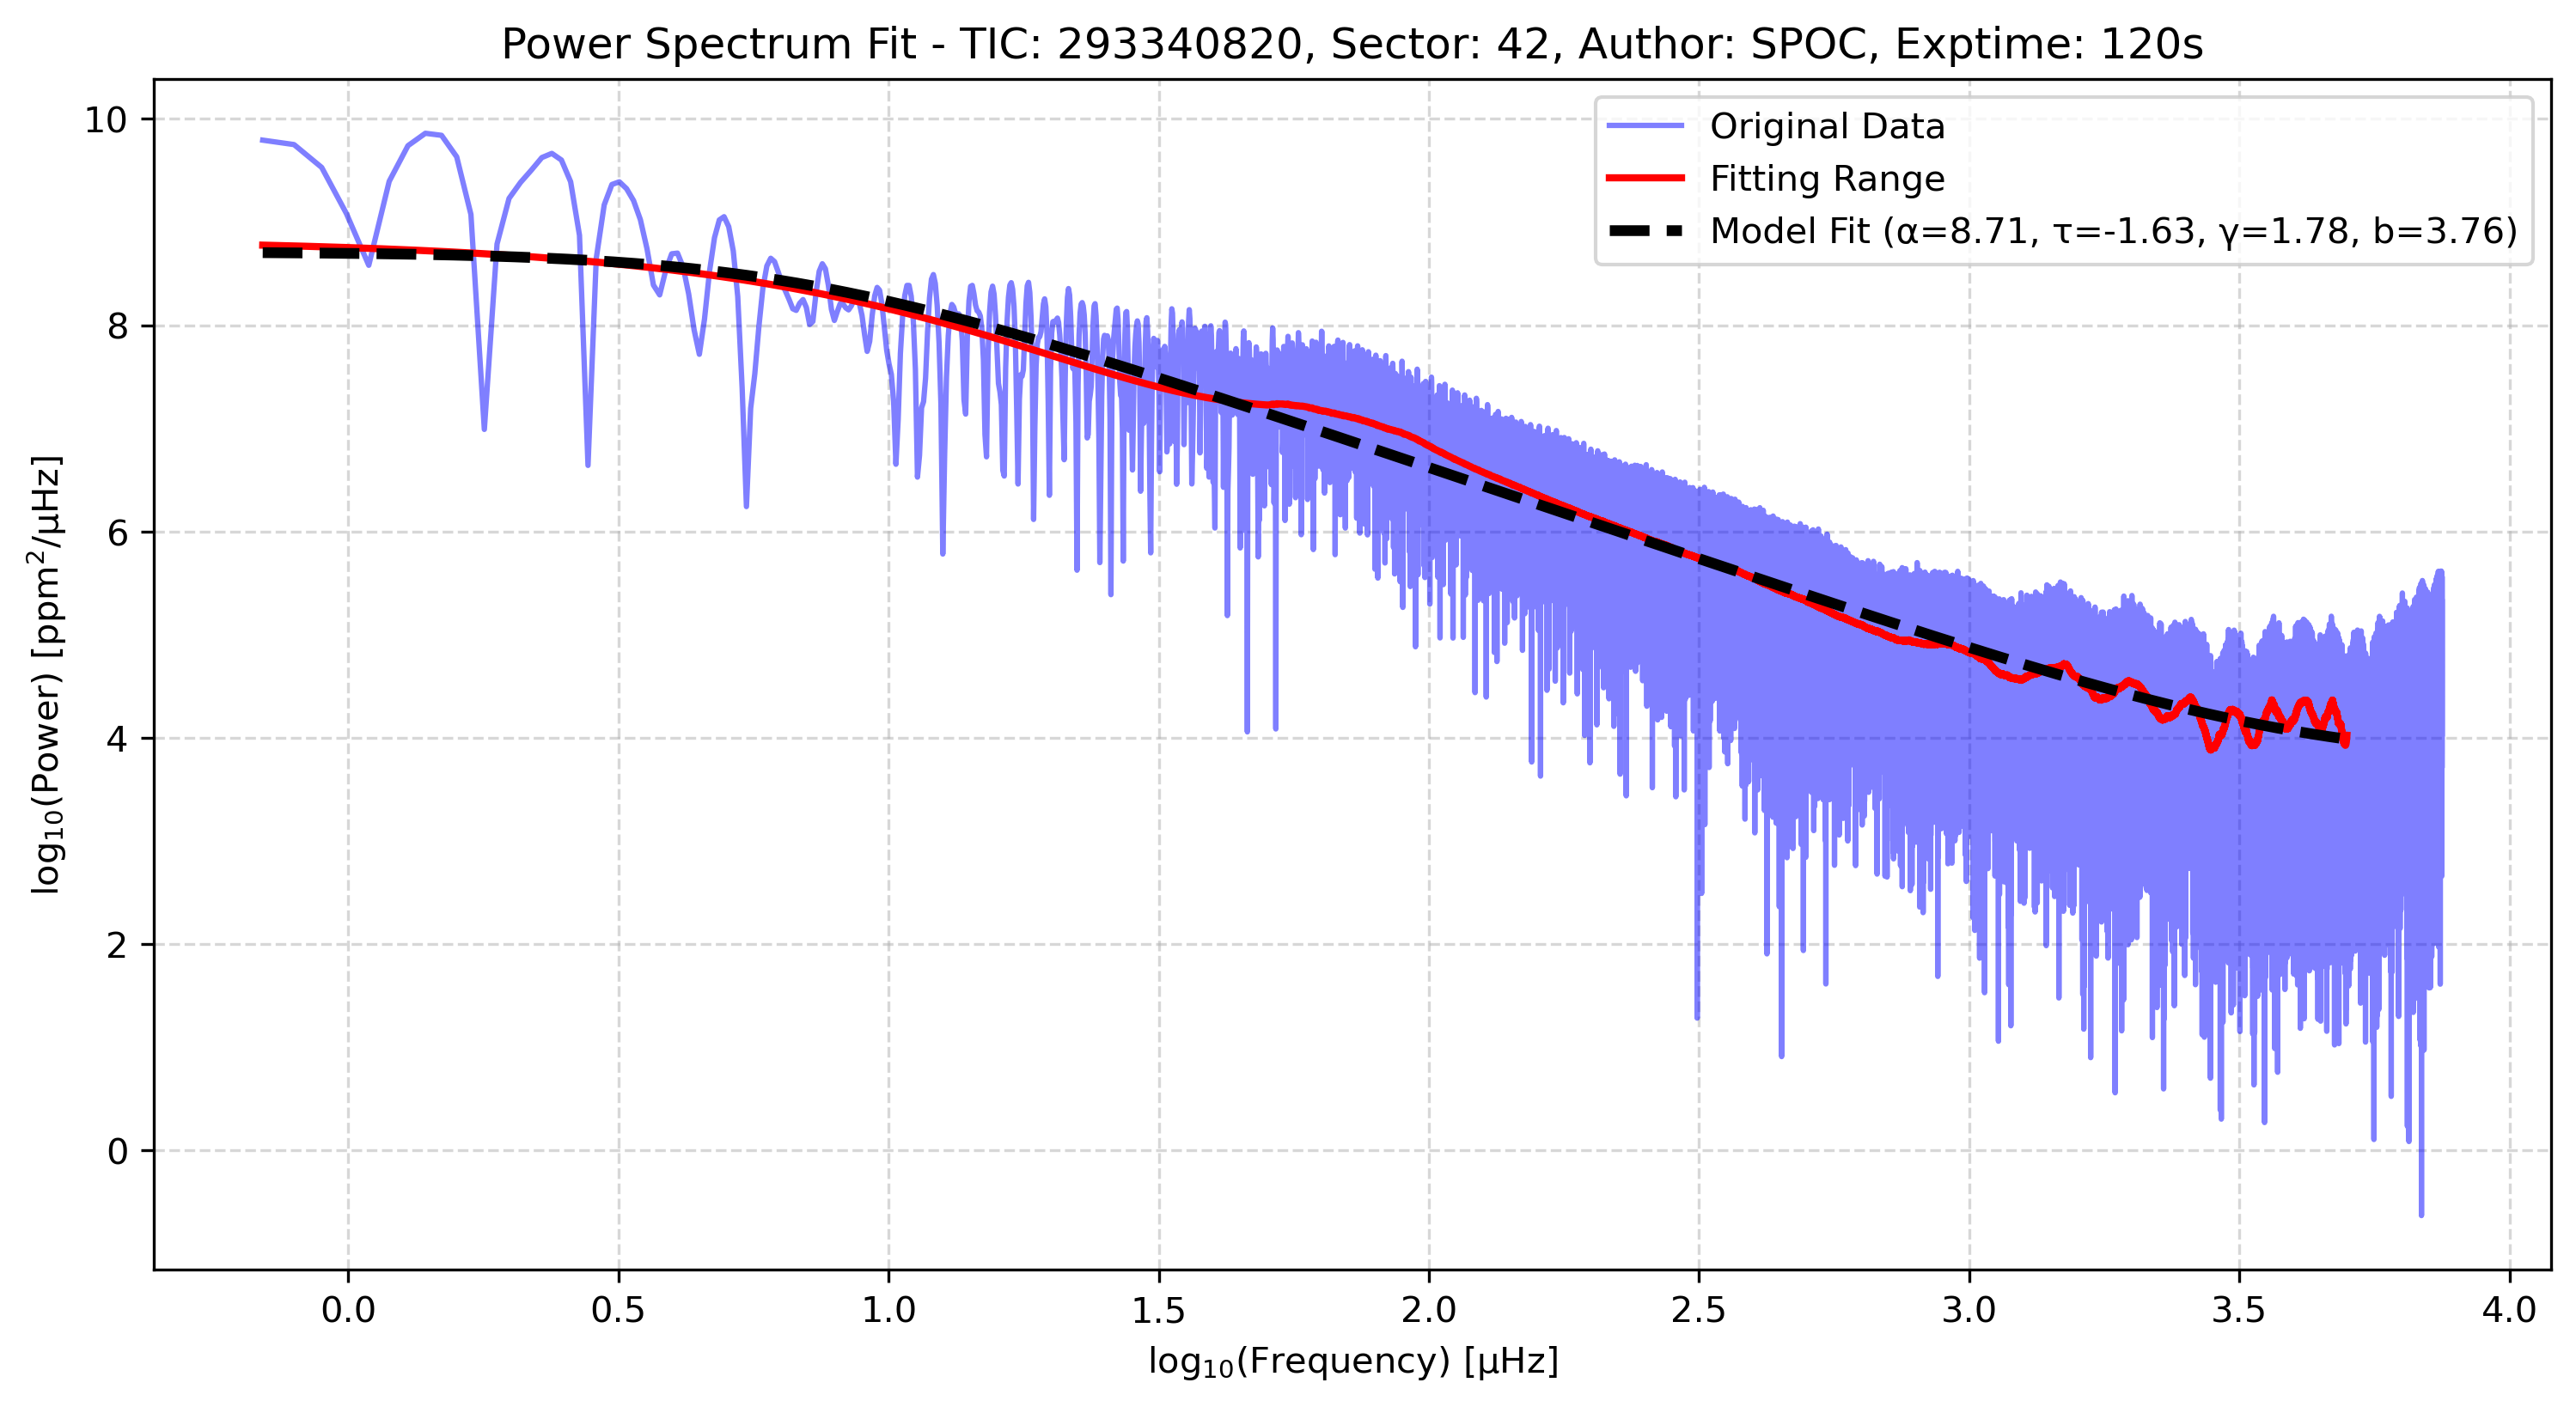 Power Spectrum Fit - TIC: 293340820, Sector: 42, Author: SPOC, Exptime: 120s
Original Data
Fitting Range
Model Fit (α=8.71, τ=-1.63, γ=1.78, b=3.76)
log₁₀(Power) [ppm²/μHz]
10
8
6
4
2
0
0.0 0.5 1.0 1.5 2.0 2.5 3.0 3.5 4.0
log₁₀(Frequency) [μHz]